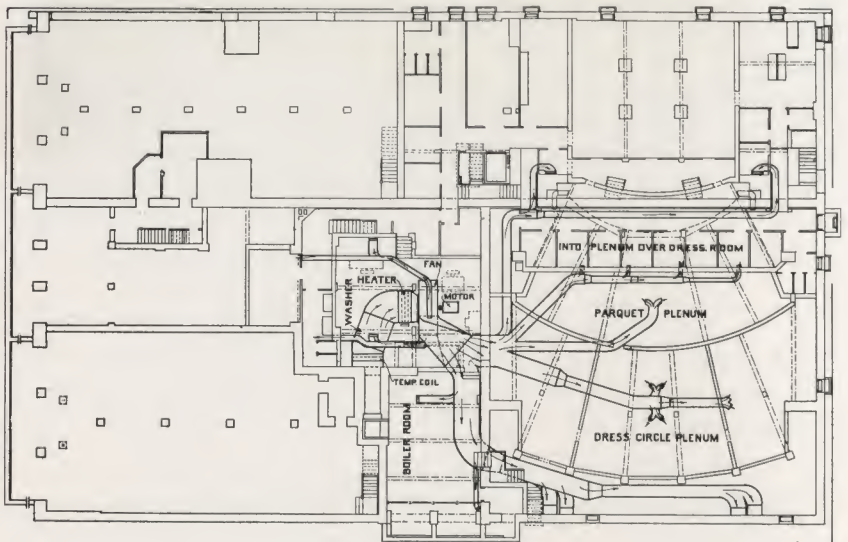 INTO PLENUM OVER DRESS. ROOM
FAN
WASHER
HEATER
MOTOR
PARQUET PLENUM
TEMP. COIL
BOILER ROOM
DRESS CIRCLE PLENUM